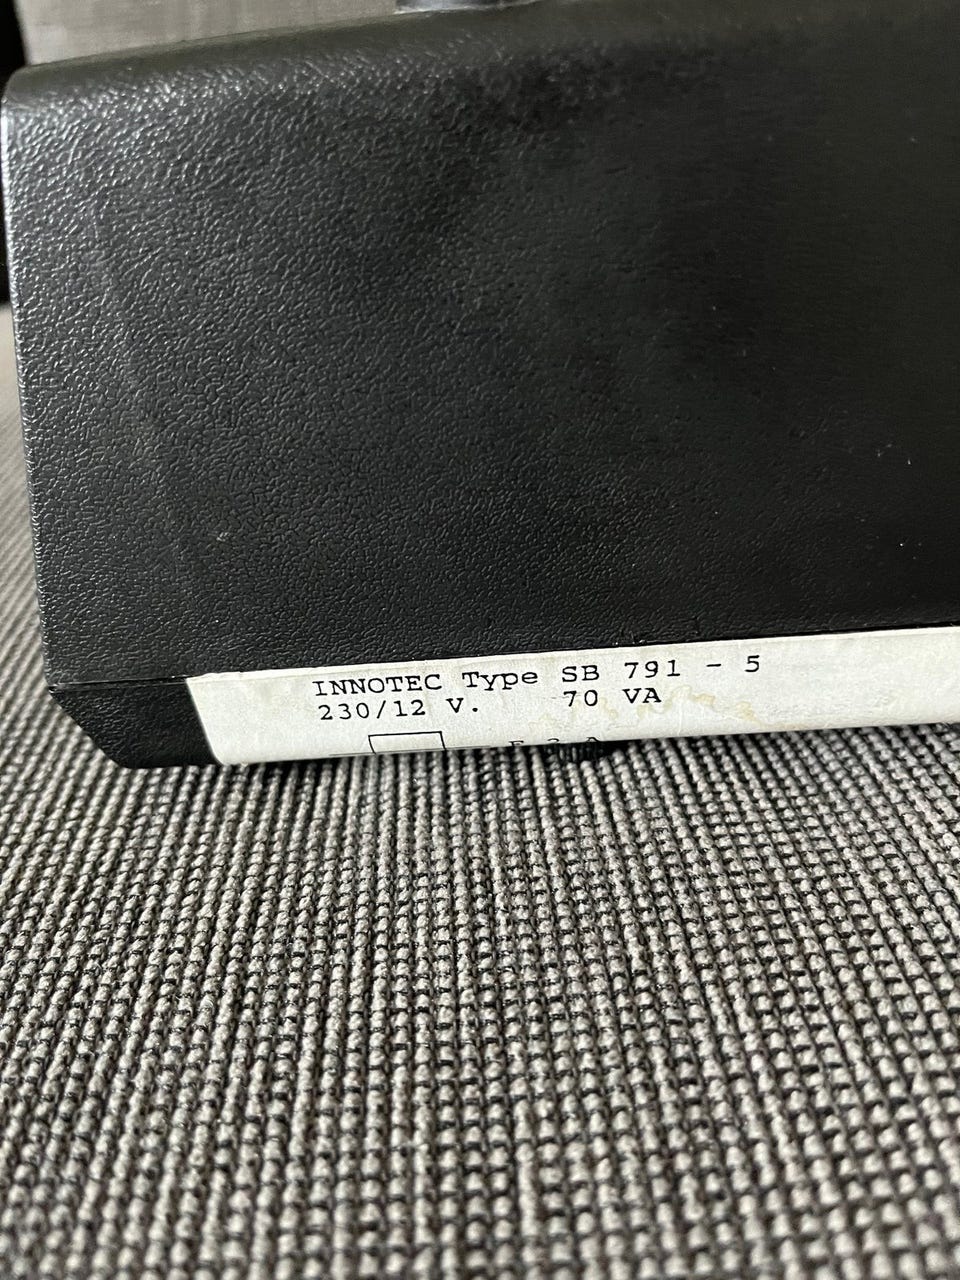 INNOTEC Type SB 791 - 5
230/12 V. 70 VA